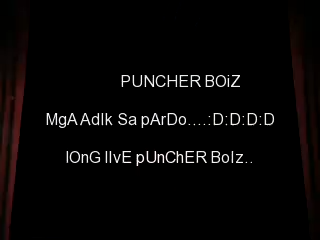 PUNCHER BOiZ
MgA AdIk Sa pArDo....:D:D:D:D
lOnG lIvE pUnChER BoIz..